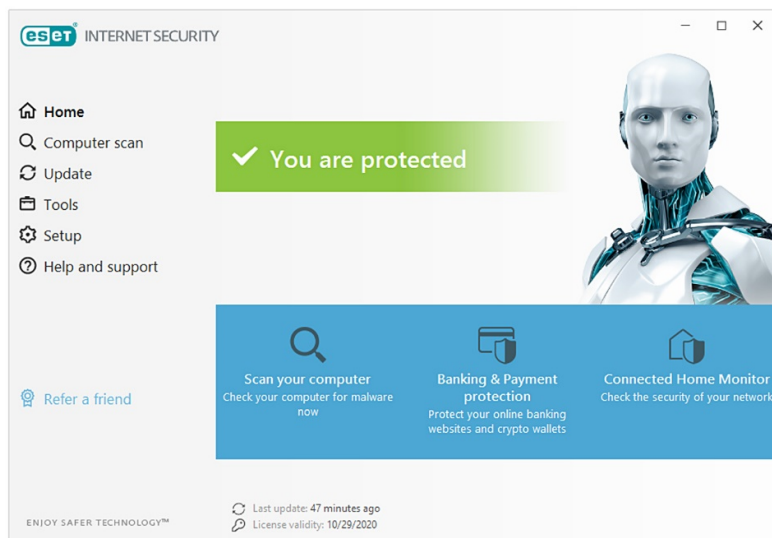 eset INTERNET SECURITY
Home
Computer scan
Update
Tools
Setup
Help and support
Refer a friend
ENJOY SAFER TECHNOLOGY™
You are protected
Scan your computer
Check your computer for malware
now
Banking & Payment
protection
Protect your online banking
websites and crypto wallets
Connected Home Monitor
Check the security of your network
Last update: 47 minutes ago
License validity: 10/29/2020